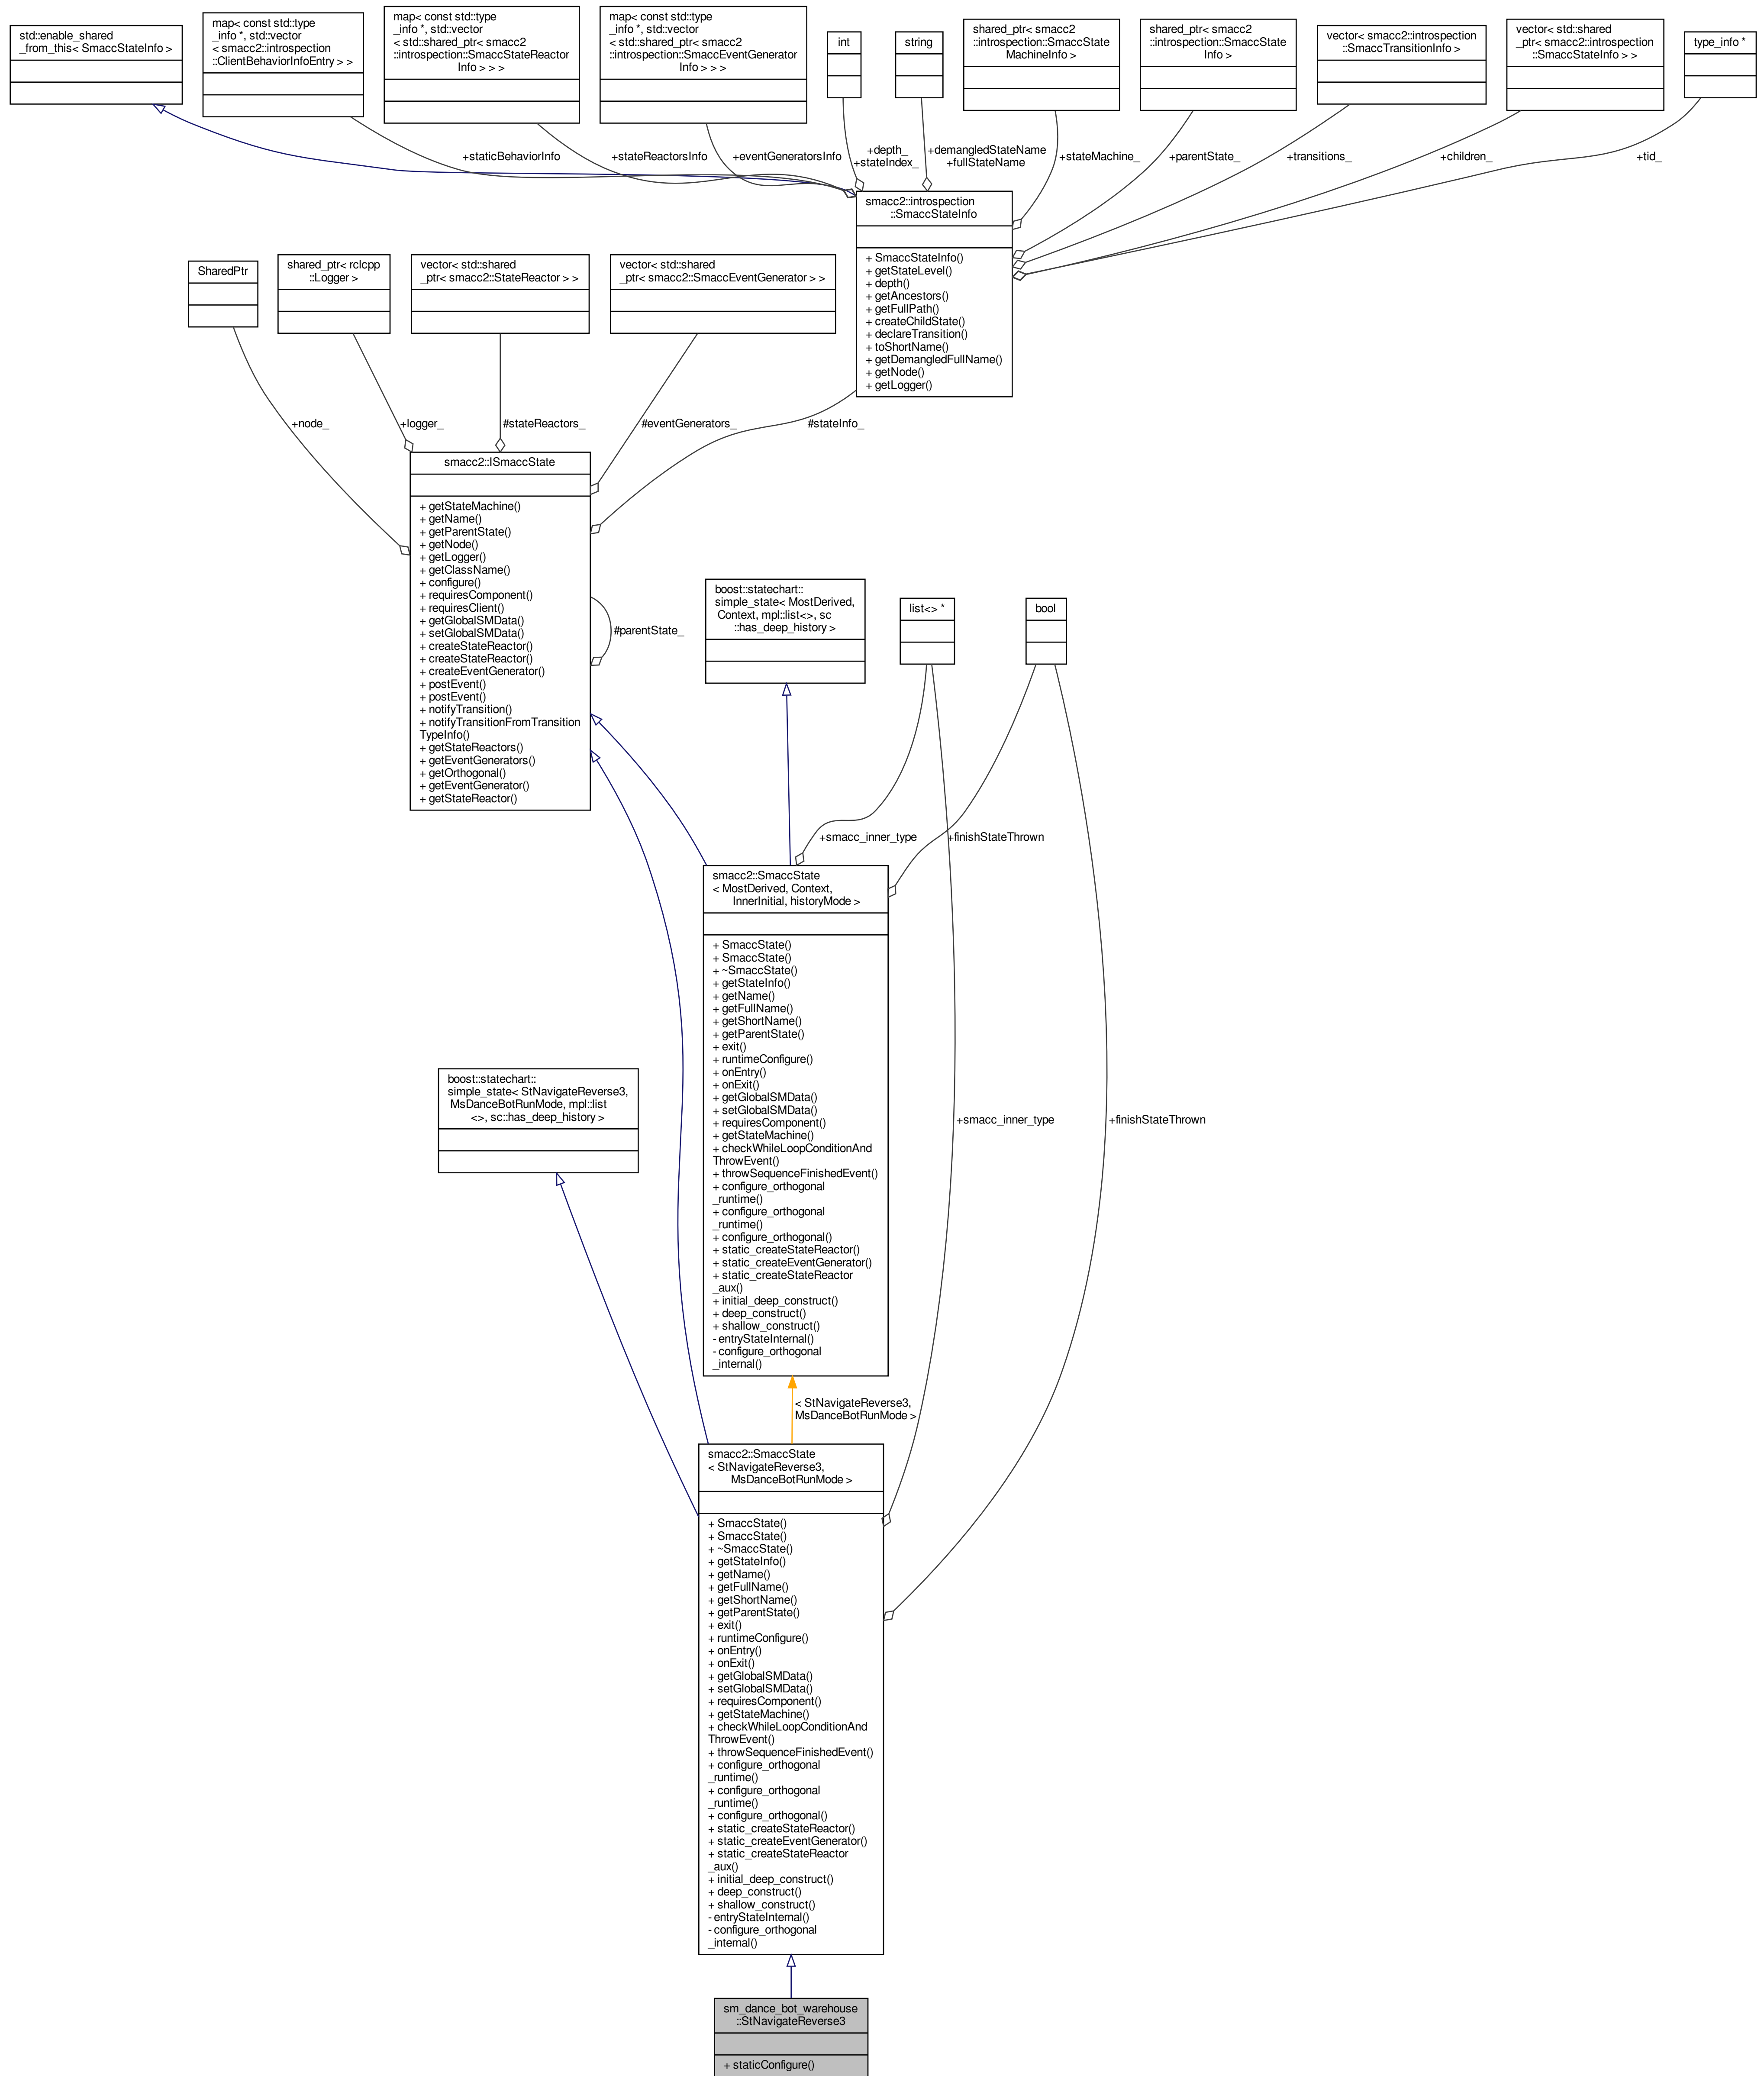 std::enable_shared
_from_this< SmaccStateInfo >
map< const std::type
_info *, std::vector
< smacc2::introspection
::ClientBehaviorInfoEntry > >
map< const std::type
_info *, std::vector
< std::shared_ptr< smacc2
::introspection::SmaccStateReactor
Info > > >
map< const std::type
_info *, std::vector
< std::shared_ptr< smacc2
::introspection::SmaccEventGenerator
Info > > >
int
string
shared_ptr< smacc2
::introspection::SmaccState
MachineInfo >
shared_ptr< smacc2
::introspection::SmaccState
Info >
vector< smacc2::introspection
::SmaccTransitionInfo >
vector< std::shared
_ptr< smacc2::introspection
::SmaccStateInfo > >
type_info *
+staticBehaviorInfo
+stateReactorsInfo
+eventGeneratorsInfo
+depth_
+stateIndex_
+demangledStateName
+fullStateName
+stateMachine_
+parentState_
+transitions_
+children_
+tid_
smacc2::introspection
::SmaccStateInfo
+ SmaccStateInfo()
+ getStateLevel()
+ depth()
+ getAncestors()
+ getFullPath()
+ createChildState()
+ declareTransition()
+ toShortName()
+ getDemangledFullName()
+ getNode()
+ getLogger()
SharedPtr
shared_ptr< rclcpp
::Logger >
vector< std::shared
_ptr< smacc2::StateReactor > >
vector< std::shared
_ptr< smacc2::SmaccEventGenerator > >
+node_
+logger_
#stateReactors_
#eventGenerators_
#stateInfo_
smacc2::ISmaccState
+ getStateMachine()
+ getName()
+ getParentState()
+ getNode()
+ getLogger()
+ getClassName()
+ configure()
+ requiresComponent()
+ requiresClient()
+ getGlobalSMData()
+ setGlobalSMData()
+ createStateReactor()
+ createStateReactor()
+ createEventGenerator()
+ postEvent()
+ postEvent()
+ notifyTransition()
+ notifyTransitionFromTransition
TypeInfo()
+ getStateReactors()
+ getEventGenerators()
+ getOrthogonal()
+ getEventGenerator()
+ getStateReactor()
#parentState_
boost::statechart::
simple_state< MostDerived,
Context, mpl::list<>, sc
::has_deep_history >
list<> *
bool
+smacc_inner_type
+finishStateThrown
smacc2::SmaccState
< MostDerived, Context,
InnerInitial, historyMode >
+ SmaccState()
+ SmaccState()
+ ~SmaccState()
+ getStateInfo()
+ getName()
+ getFullName()
+ getShortName()
+ getParentState()
+ exit()
+ runtimeConfigure()
+ onEntry()
+ onExit()
+ getGlobalSMData()
+ setGlobalSMData()
+ requiresComponent()
+ getStateMachine()
+ checkWhileLoopConditionAnd
ThrowEvent()
+ throwSequenceFinishedEvent()
+ configure_orthogonal
_runtime()
+ configure_orthogonal
_runtime()
+ configure_orthogonal()
+ static_createStateReactor()
+ static_createEventGenerator()
+ static_createStateReactor
_aux()
+ initial_deep_construct()
+ deep_construct()
+ shallow_construct()
- entryStateInternal()
- configure_orthogonal
_internal()
boost::statechart::
simple_state< StNavigateReverse3,
MsDanceBotRunMode, mpl::list
<>, sc::has_deep_history >
+smacc_inner_type
+finishStateThrown
< StNavigateReverse3,
MsDanceBotRunMode >
smacc2::SmaccState
< StNavigateReverse3,
MsDanceBotRunMode >
+ SmaccState()
+ SmaccState()
+ ~SmaccState()
+ getStateInfo()
+ getName()
+ getFullName()
+ getShortName()
+ getParentState()
+ exit()
+ runtimeConfigure()
+ onEntry()
+ onExit()
+ getGlobalSMData()
+ setGlobalSMData()
+ requiresComponent()
+ getStateMachine()
+ checkWhileLoopConditionAnd
ThrowEvent()
+ throwSequenceFinishedEvent()
+ configure_orthogonal
_runtime()
+ configure_orthogonal
_runtime()
+ configure_orthogonal()
+ static_createStateReactor()
+ static_createEventGenerator()
+ static_createStateReactor
_aux()
+ initial_deep_construct()
+ deep_construct()
+ shallow_construct()
- entryStateInternal()
- configure_orthogonal
_internal()
sm_dance_bot_warehouse
::StNavigateReverse3
+ staticConfigure()